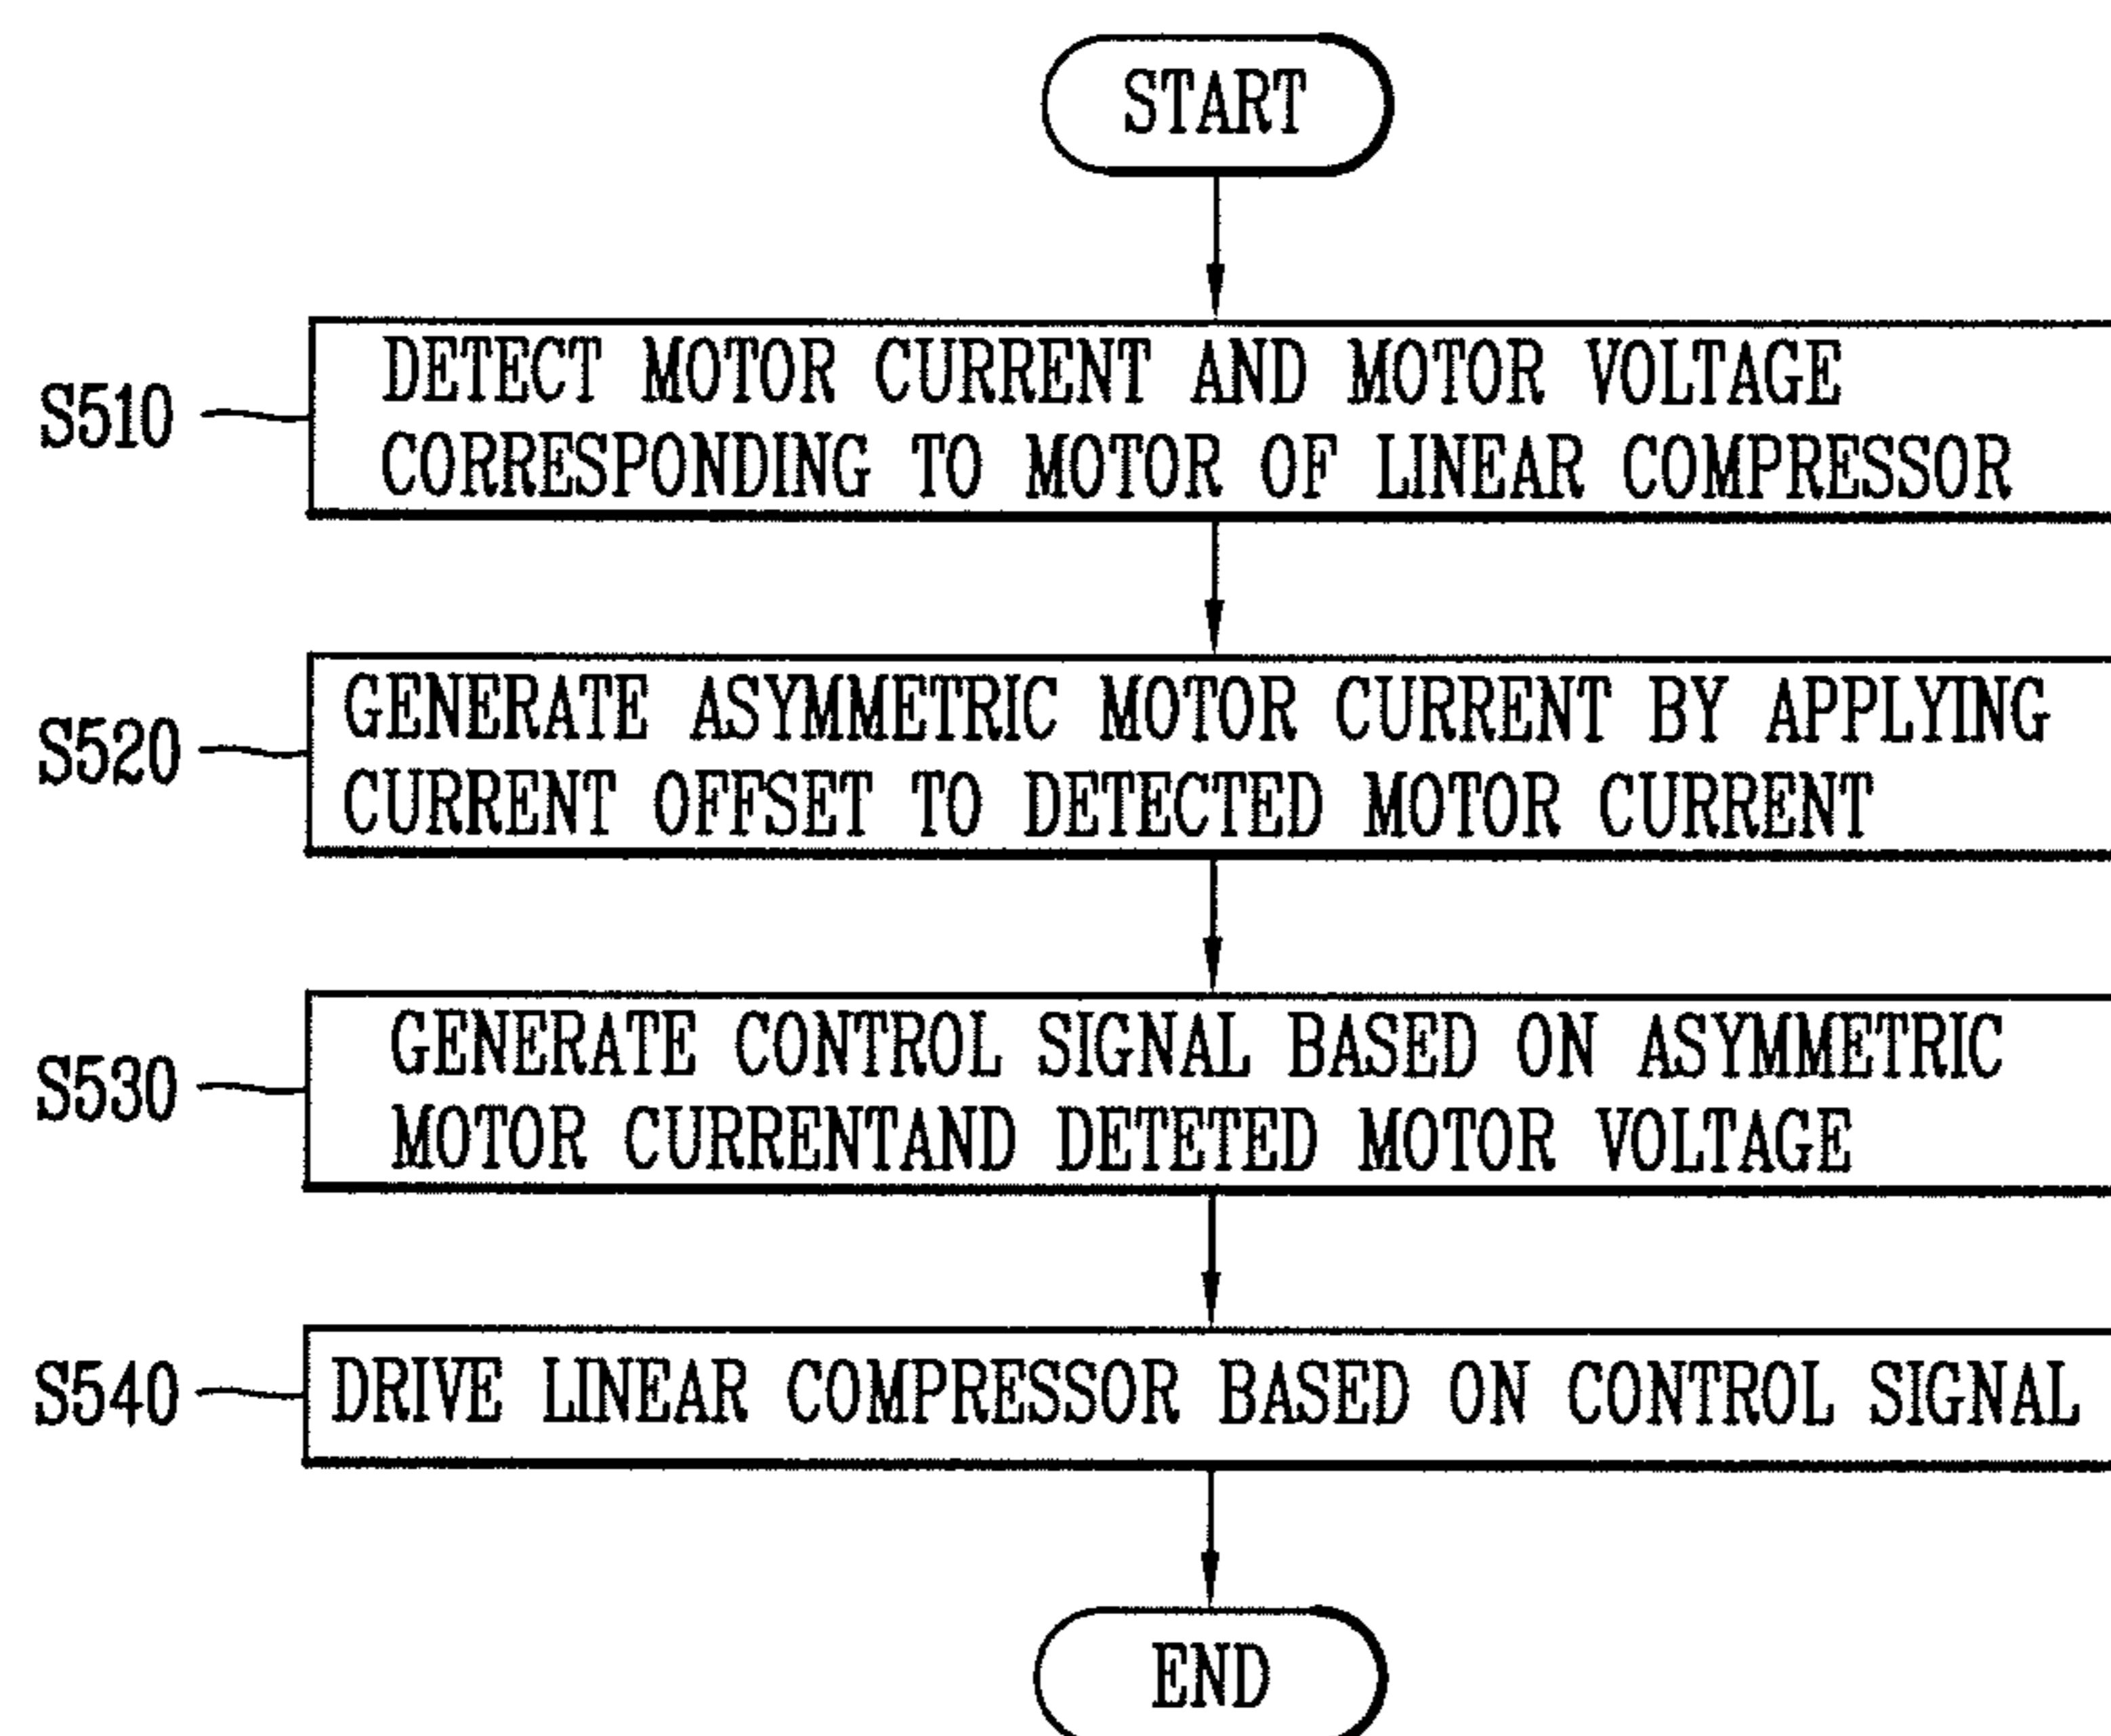 START
S510
DETECT MOTOR CURRENT AND MOTOR VOLTAGE
CORRESPONDING TO MOTOR OF LINEAR COMPRESSOR
S520
GENERATE ASYMMETRIC MOTOR CURRENT BY APPLYING
CURRENT OFFSET TO DETECTED MOTOR CURRENT
S530
GENERATE CONTROL SIGNAL BASED ON ASYMMETRIC
MOTOR CURRENTAND DETETED MOTOR VOLTAGE
S540
DRIVE LINEAR COMPRESSOR BASED ON CONTROL SIGNAL
END